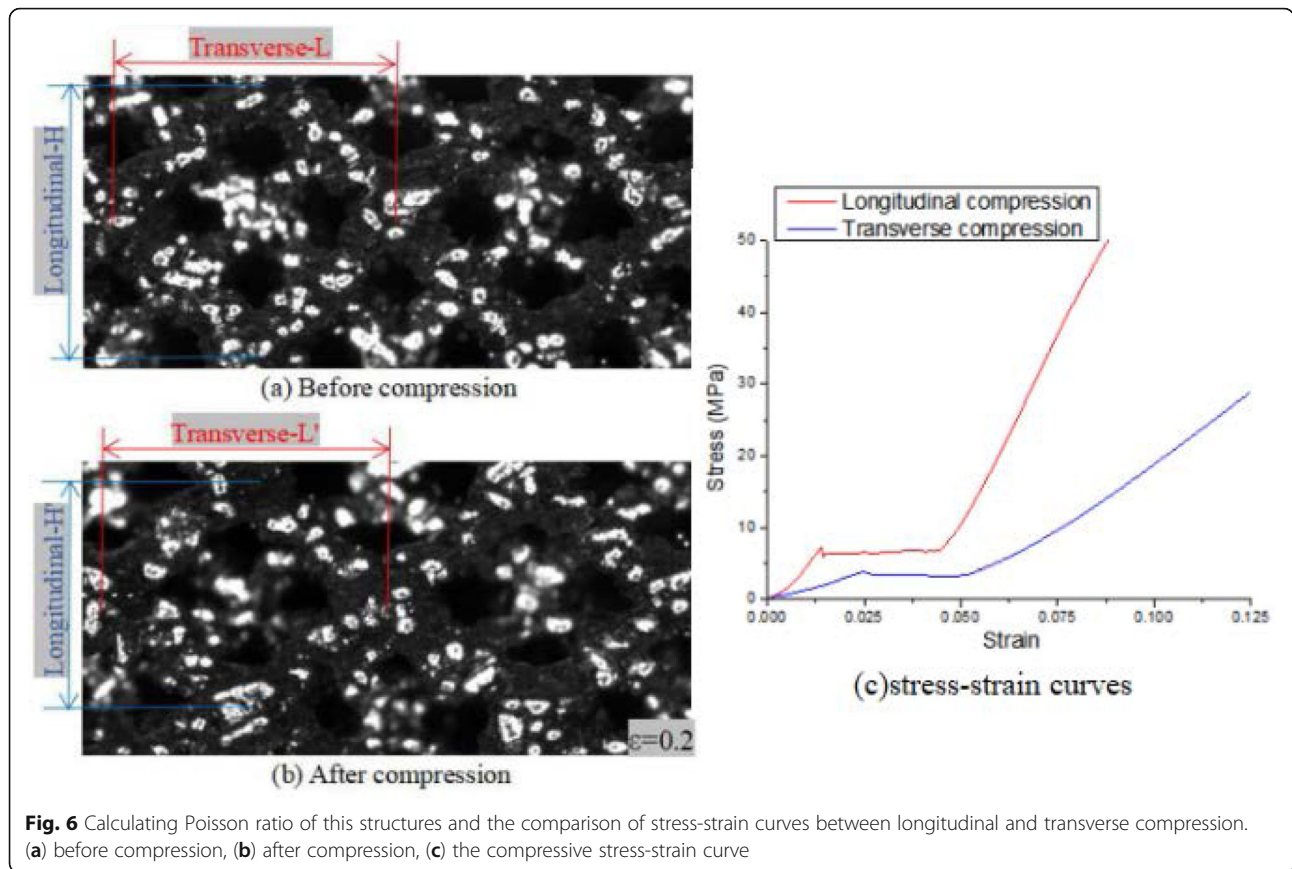 Transverse-L
Longitudinal-H
(a) Before compression
Transverse-L'
Longitudinal-H'
ε=0.2
(b) After compression
Longitudinal compression
Transverse compression
50
40
30
20
10
0
Stress (MPa)
0.000 0.025 0.050 0.075 0.100 0.125
Strain
(c)stress-strain curves
Fig. 6 Calculating Poisson ratio of this structures and the comparison of stress-strain curves between longitudinal and transverse compression.
(a) before compression, (b) after compression, (c) the compressive stress-strain curve